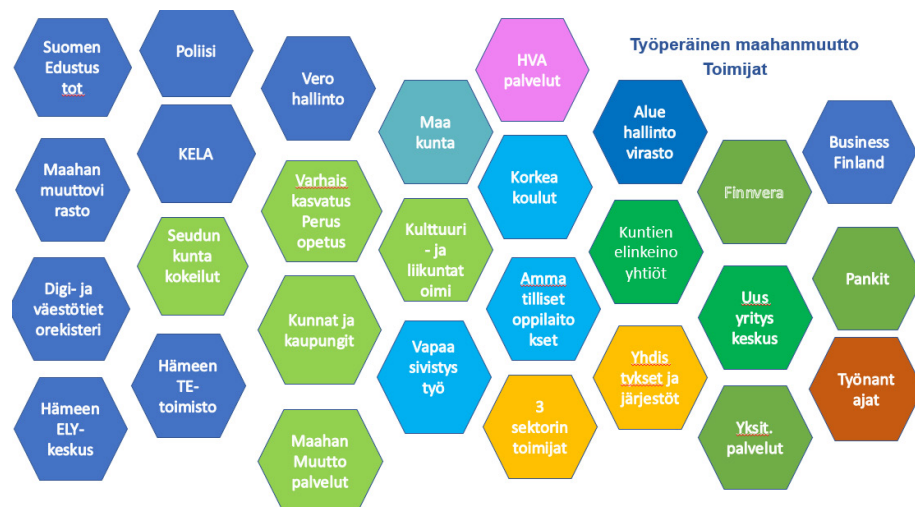 Työperäinen maahanmuutto
Toimijat
Suomen
Edustus
tot
Poliisi
Vero
hallinto
HVA
palvelut
Maa
kunta
Alue
hallinto
virasto
Business
Finland
Maahan
muuttovi
rasto
KELA
Varhais
kasvatus
Perus
opetus
Korkea
koulut
Finnvera
Seudun
kunta
kokeilut
Kulttuuri
- ja
liikuntat
oimi
Kuntien
elinkeino
yhtiöt
Digi- ja
väestötiet
orekisteri
Kunnat ja
kaupungit
Amma
tilliset
oppilaito
kset
Uus
yritys
keskus
Pankit
Hämeen
TE-
toimisto
Vapaa
sivistys
työ
Yhdis
tykset ja
järjestöt
Työnant
ajat
Hämeen
ELY-
keskus
Maahan
Muutto
palvelut
3
sektorin
toimijat
Yksit.
palvelut